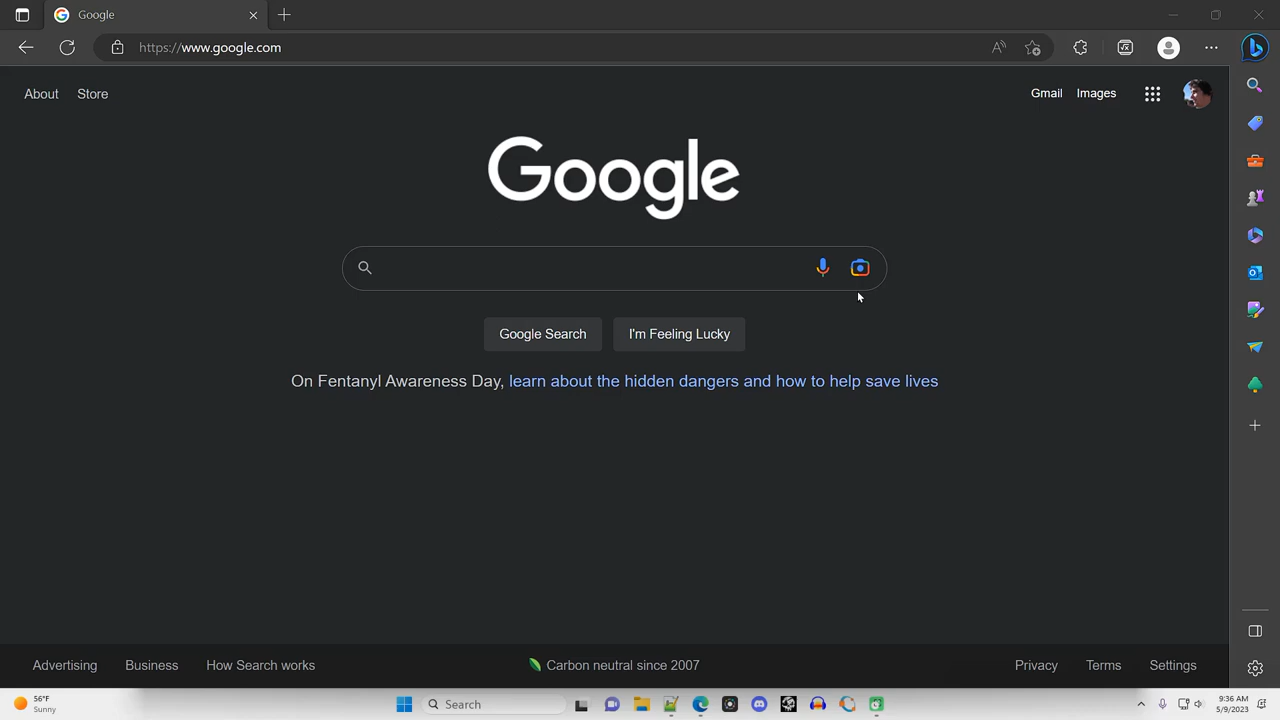 Google
https://www.google.com
About Store
Gmail Images
Google
Google Search I'm Feeling Lucky
On Fentanyl Awareness Day, learn about the hidden dangers and how to help save lives
Advertising Business How Search works
Carbon neutral since 2007
Privacy Terms Settings
56°F
Sunny
Search
9:36 AM
5/9/2023